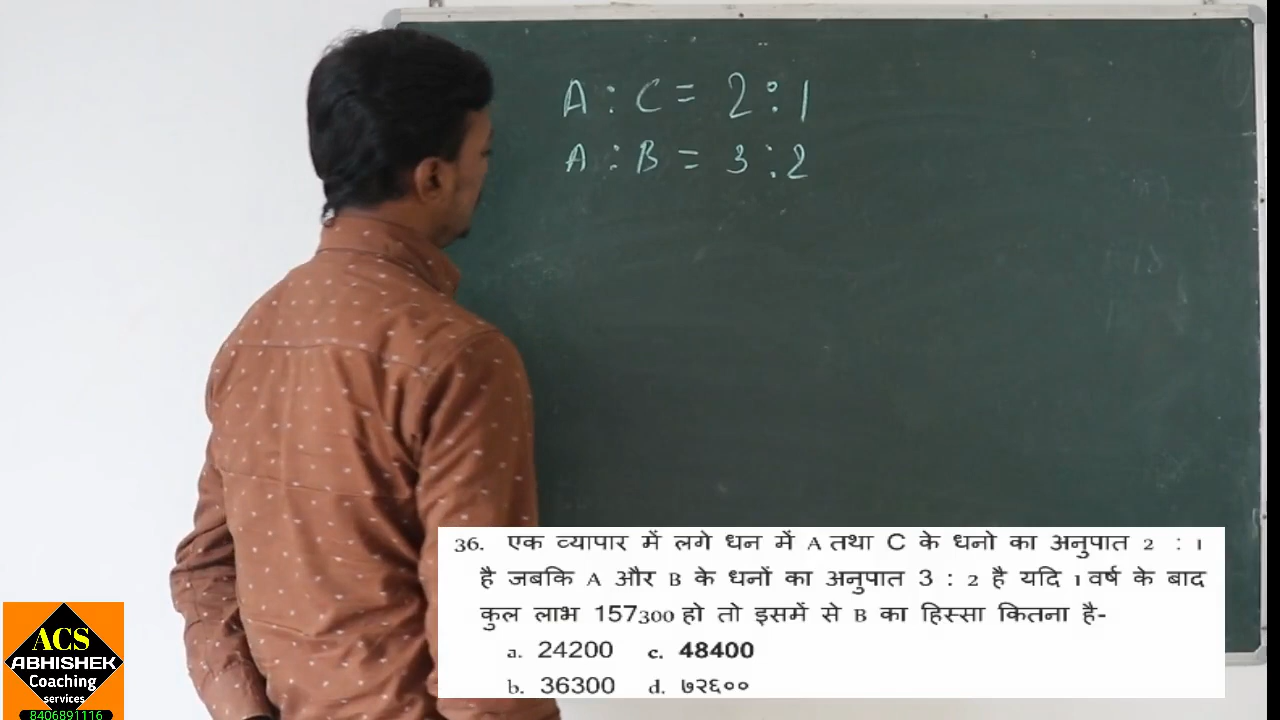 A : C = 2 : 1
A : B = 3 : 2
36. एक व्यापार में लगे धन में A तथा C के धनो का अनुपात 2 : 1
है जबकि A और B के धनों का अनुपात 3 : 2 है यदि 1 वर्ष के बाद
कुल लाभ 157300 हो तो इसमें से B का हिस्सा कितना है-
a. 24200 c. 48400
b. 36300 d. ७२६००
ACS
ABHISHEK
Coaching
services
8406891116